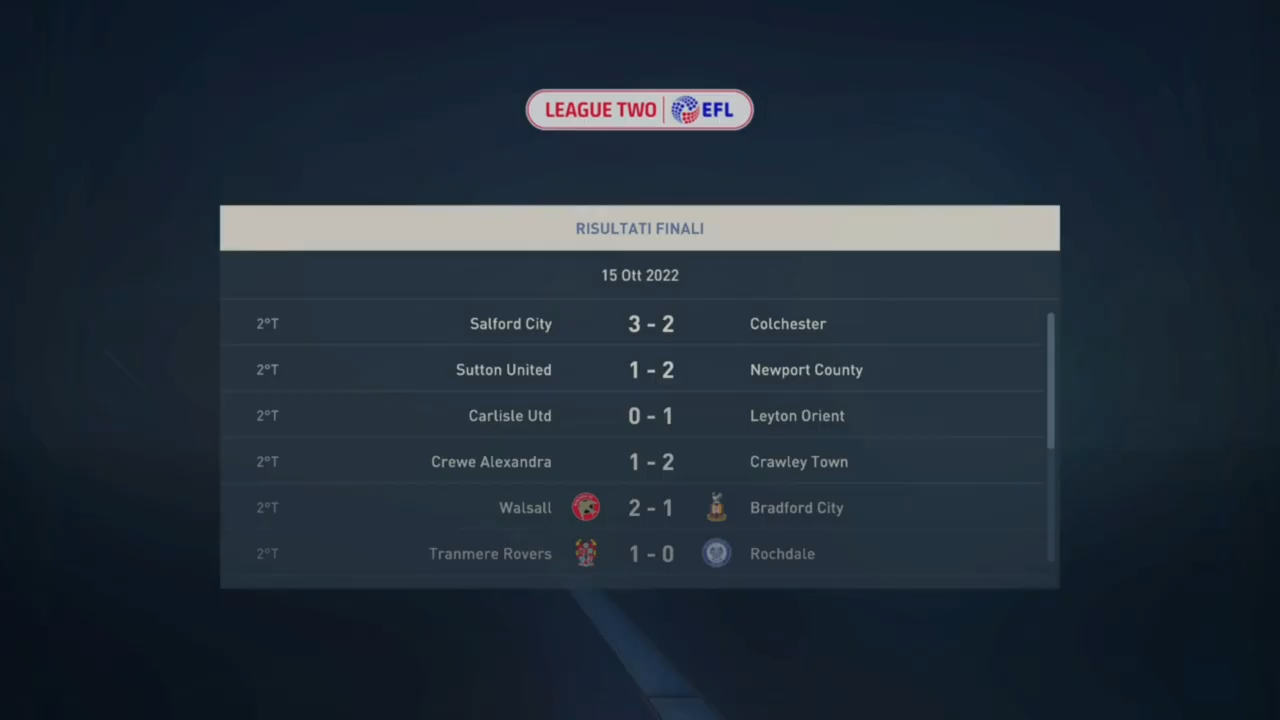 LEAGUE TWO EFL
RISULTATI FINALI
15 Ott 2022
2°T Salford City 3 - 2 Colchester
2°T Sutton United 1 - 2 Newport County
2°T Carlisle Utd 0 - 1 Leyton Orient
2°T Crewe Alexandra 1 - 2 Crawley Town
2°T Walsall 2 - 1 Bradford City
2°T Tranmere Rovers 1 - 0 Rochdale